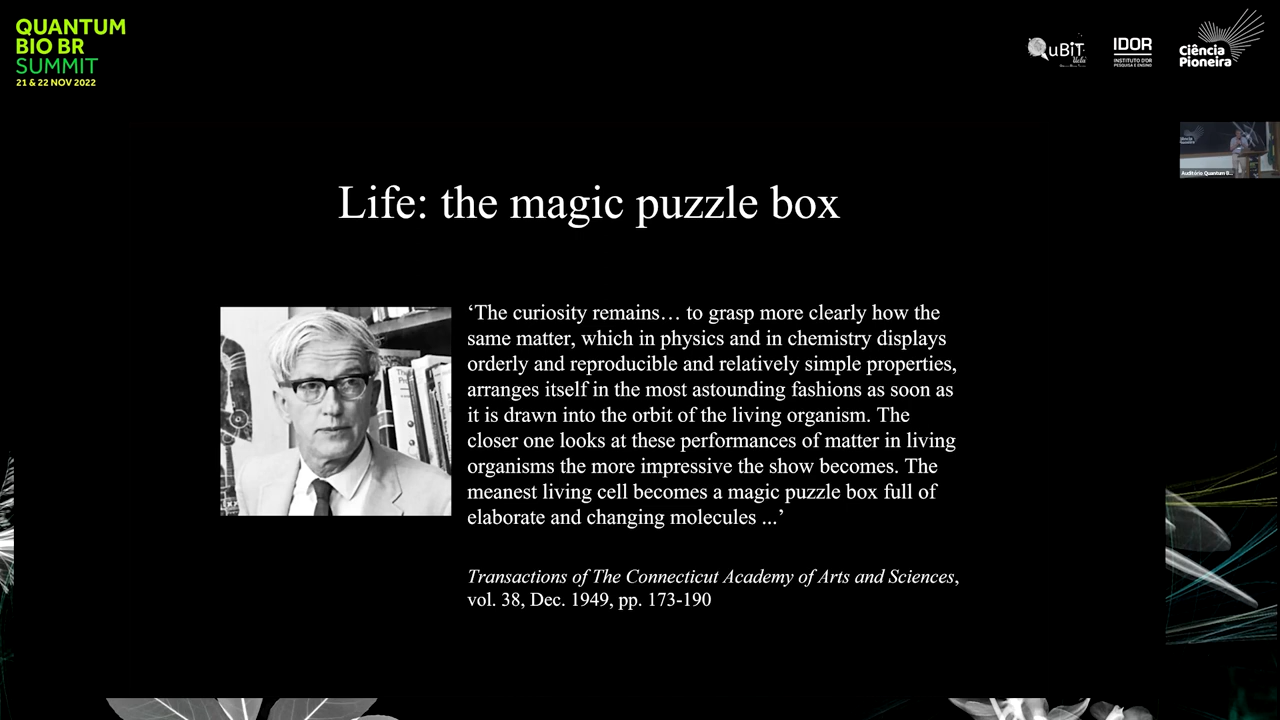 QUANTUM
BIO BR
SUMMIT
21 & 22 NOV 2022
QuBiT
IDOR
INSTITUTO D'OR
PESQUISA E ENSINO
Ciência
Pioneira
Auditório Quantum B...
Life: the magic puzzle box
‘The curiosity remains… to grasp more clearly how the
same matter, which in physics and in chemistry displays
orderly and reproducible and relatively simple properties,
arranges itself in the most astounding fashions as soon as
it is drawn into the orbit of the living organism. The
closer one looks at these performances of matter in living
organisms the more impressive the show becomes. The
meanest living cell becomes a magic puzzle box full of
elaborate and changing molecules ...’
Transactions of The Connecticut Academy of Arts and Sciences,
vol. 38, Dec. 1949, pp. 173-190